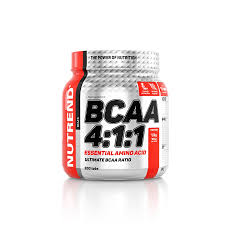 THE POWER OF NUTRITION
NUTREND
BCAA
4:1:1
ESSENTIAL AMINO ACID
ULTIMATE BCAA RATIO